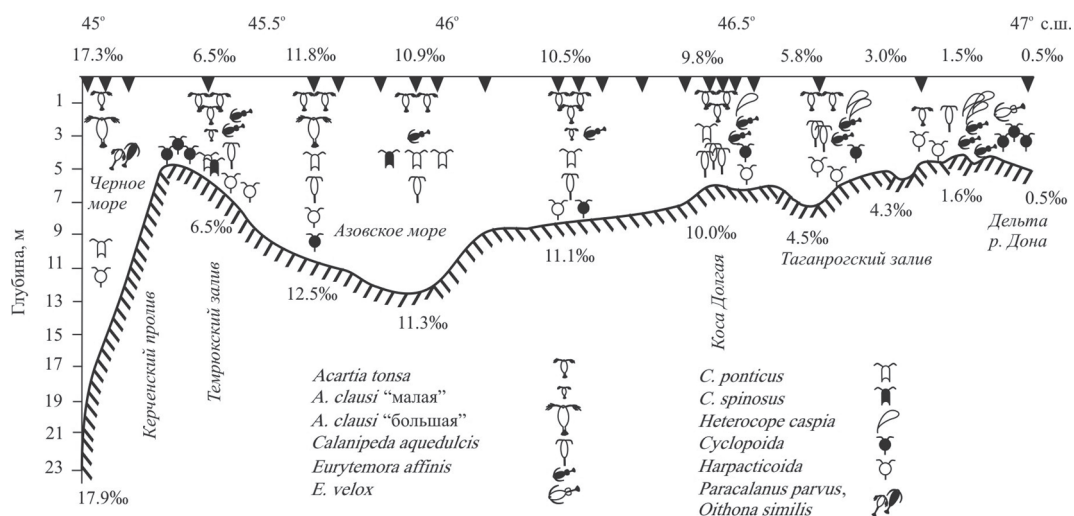 45° 45.5° 46° 46.5° 47° с.ш.
17.3‰ 6.5‰ 11.8‰ 10.9‰ 10.5‰ 9.8‰ 5.8‰ 3.0‰ 1.5‰ 0.5‰
Глубина, м
1
3
5
7
9
11
13
15
17
19
21
23
Черное
море
Керченский пролив
6.5‰
Темрюкский залив
12.5‰
Азовское море
11.3‰
11.1‰
10.0‰
Коса Долгая
4.5‰
Таганрогский залив
4.3‰
1.6‰
0.5‰
Дельта
р. Дона
17.9‰
Acartia tonsa
A. clausi “малая”
A. clausi “большая”
Calanipeda aquedulcis
Eurytemora affinis
E. velox
C. ponticus
C. spinosus
Heterocope caspia
Cyclopoida
Harpacticoida
Paracalanus parvus,
Oithona similis